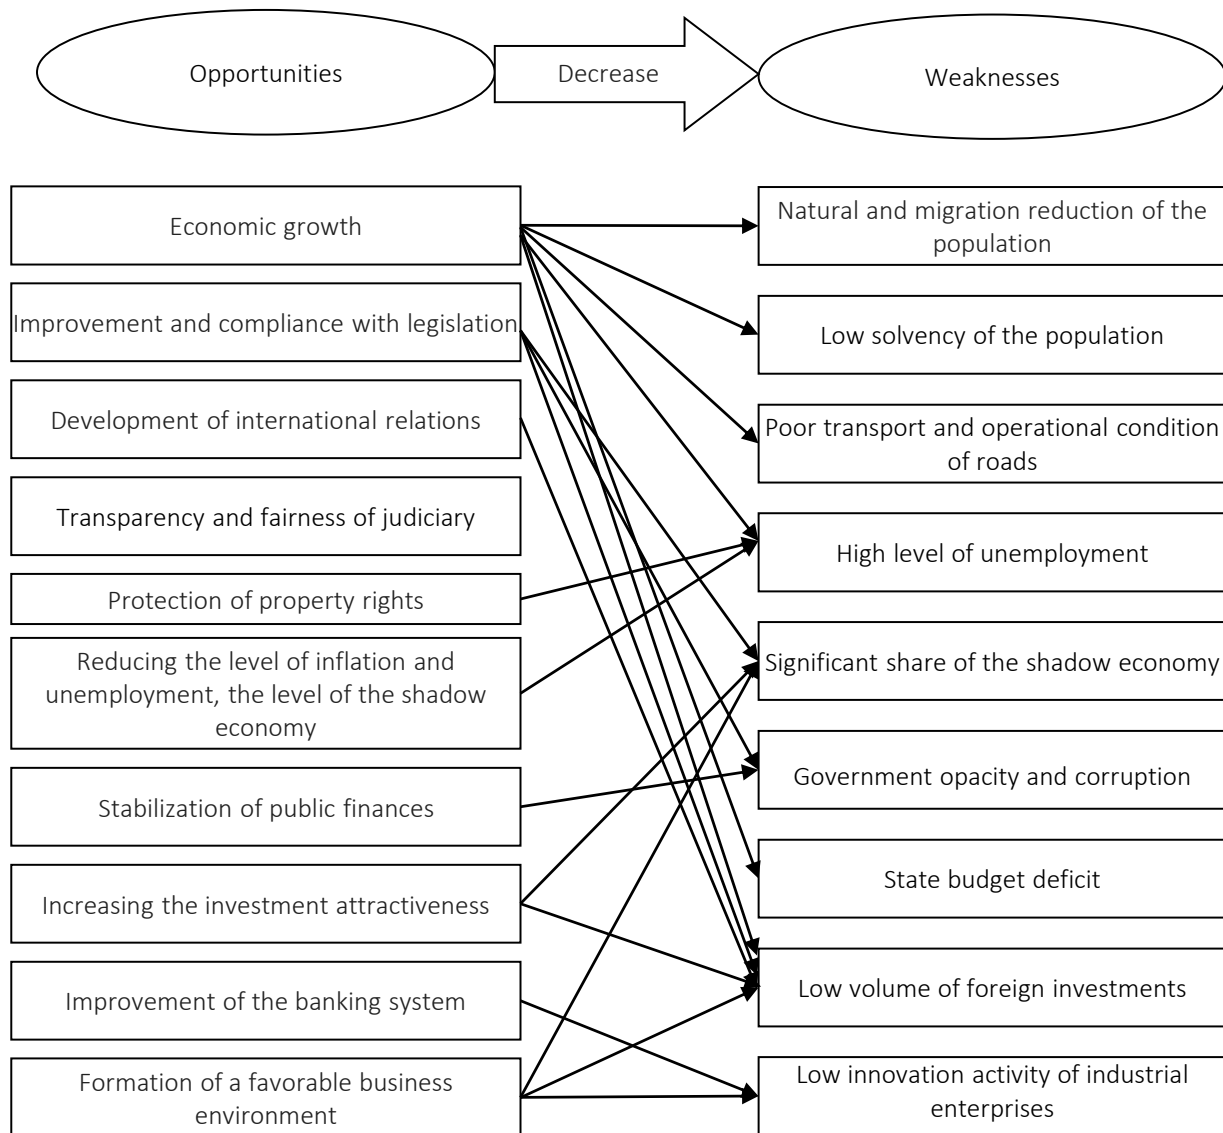 Opportunities
Decrease
Weaknesses
Economic growth
Improvement and compliance with legislation
Development of international relations
Transparency and fairness of judiciary
Protection of property rights
Reducing the level of inflation and
unemployment, the level of the shadow
economy
Stabilization of public finances
Increasing the investment attractiveness
Improvement of the banking system
Formation of a favorable business
environment
Natural and migration reduction of the
population
Low solvency of the population
Poor transport and operational condition
of roads
High level of unemployment
Significant share of the shadow economy
Government opacity and corruption
State budget deficit
Low volume of foreign investments
Low innovation activity of industrial
enterprises